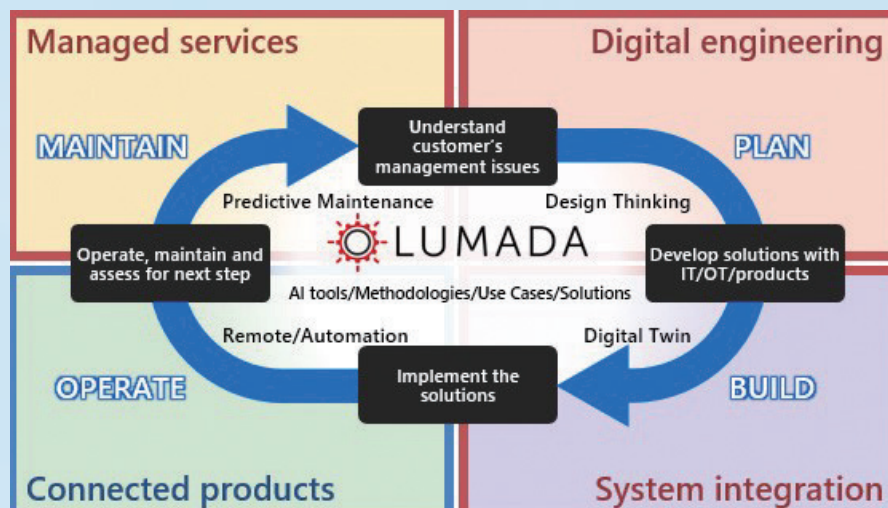 Managed services
Digital engineering
MAINTAIN
Understand
customer's
management issues
PLAN
Predictive Maintenance
Design Thinking
Operate, maintain and
assess for next step
LUMADA
Develop solutions with
IT/OT/products
AI tools/Methodologies/Use Cases/Solutions
Remote/Automation
Digital Twin
OPERATE
Implement the
solutions
BUILD
Connected products
System integration